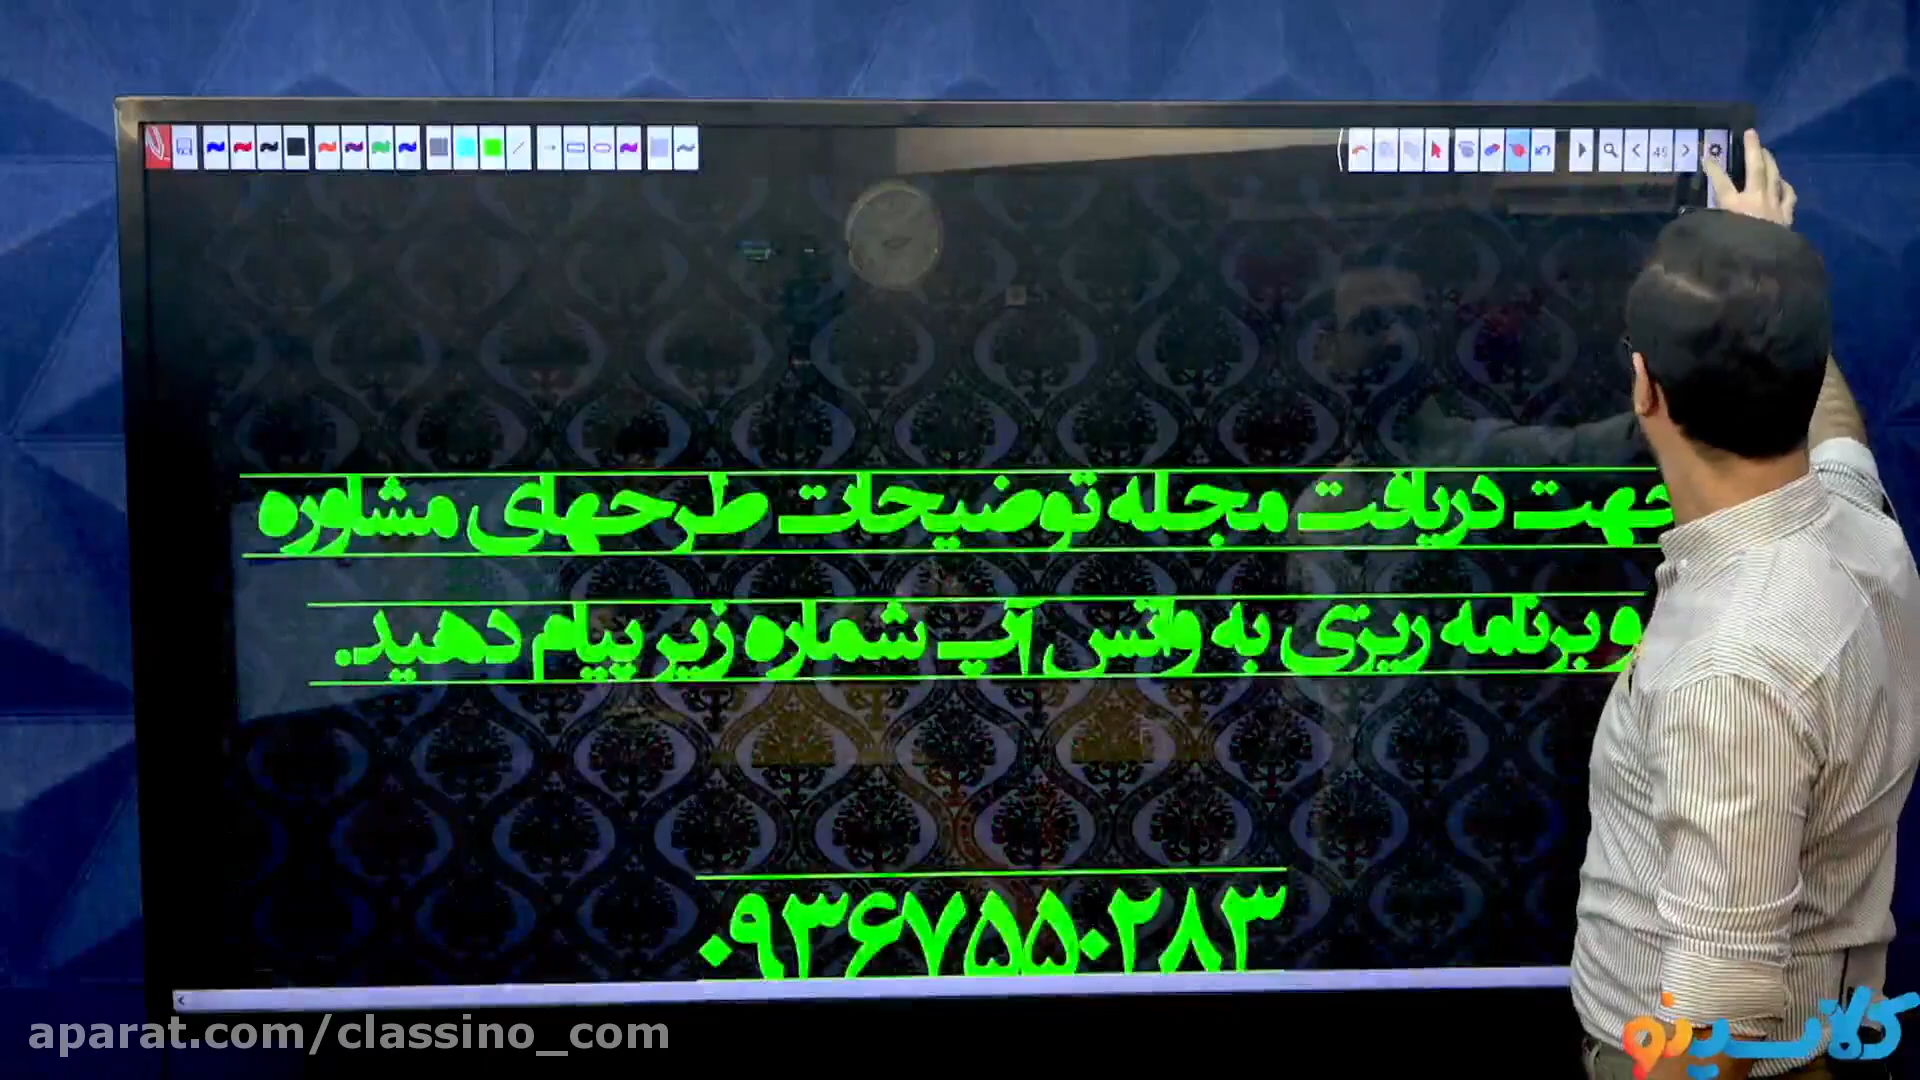 45
جهت دریافت مجله توضیحات طرحهای مشاوره
و برنامه ریزی به واتس آپ شماره زیر پیام دهید.
۰۹۳۶۷۵۵۰۲۸۳
aparat.com/classino_com
کلاسینو